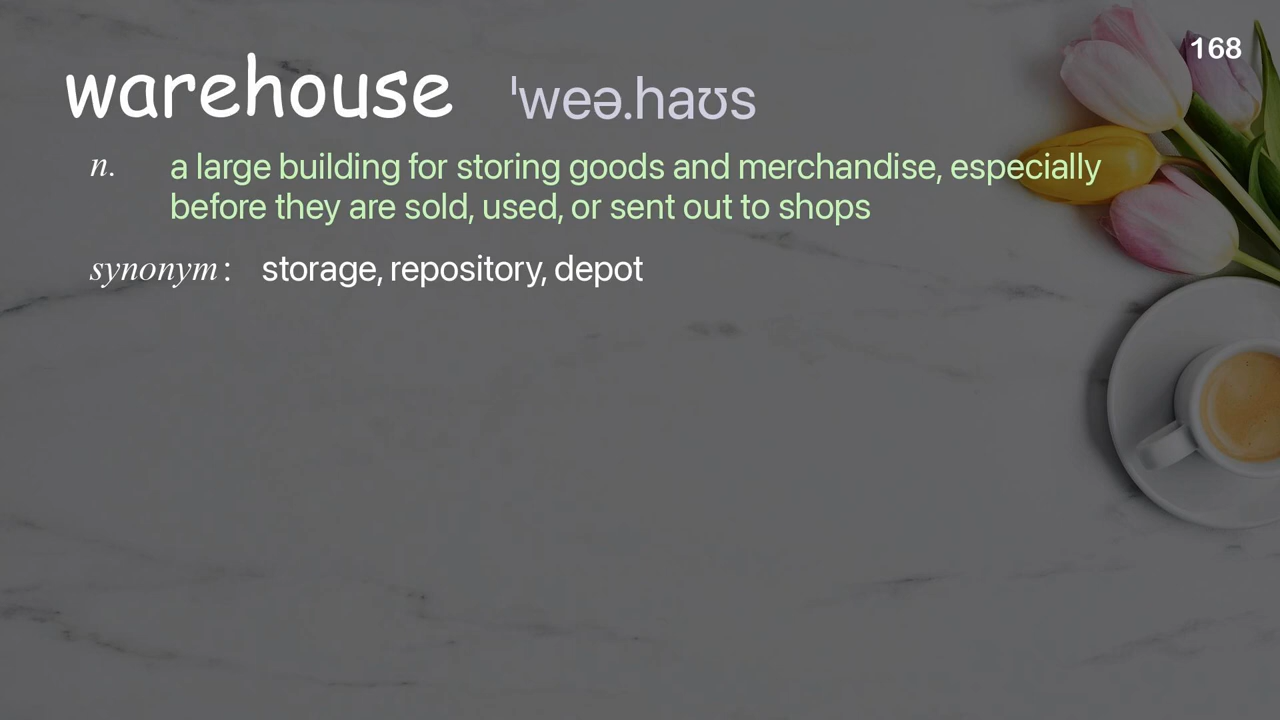 168
warehouse ˈweə.haʊs
n. a large building for storing goods and merchandise, especially
before they are sold, used, or sent out to shops
synonym: storage, repository, depot